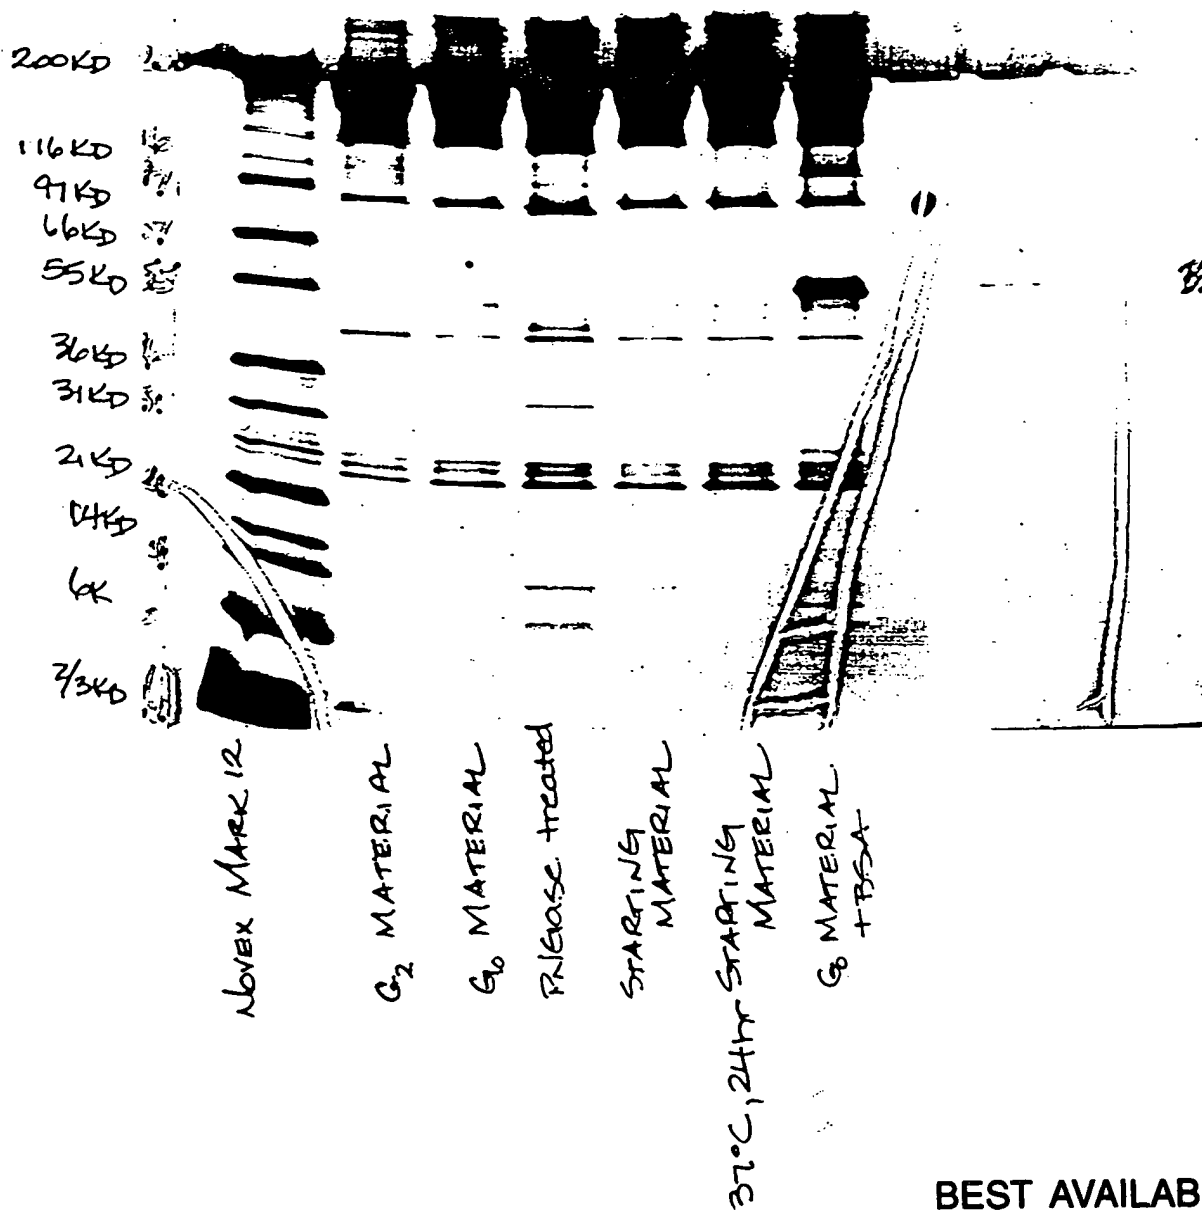 200KD
116KD
97KD
66KD
55KD
36KD
31KD
21KD
14KD
6K
2/3KD
NOVEX MARK 12
G2 MATERIAL
G0 MATERIAL
PNGase treated
STARTING MATERIAL
37°C, 24hr STARTING MATERIAL
G0 MATERIAL
+BSA
BEST AVAILAB